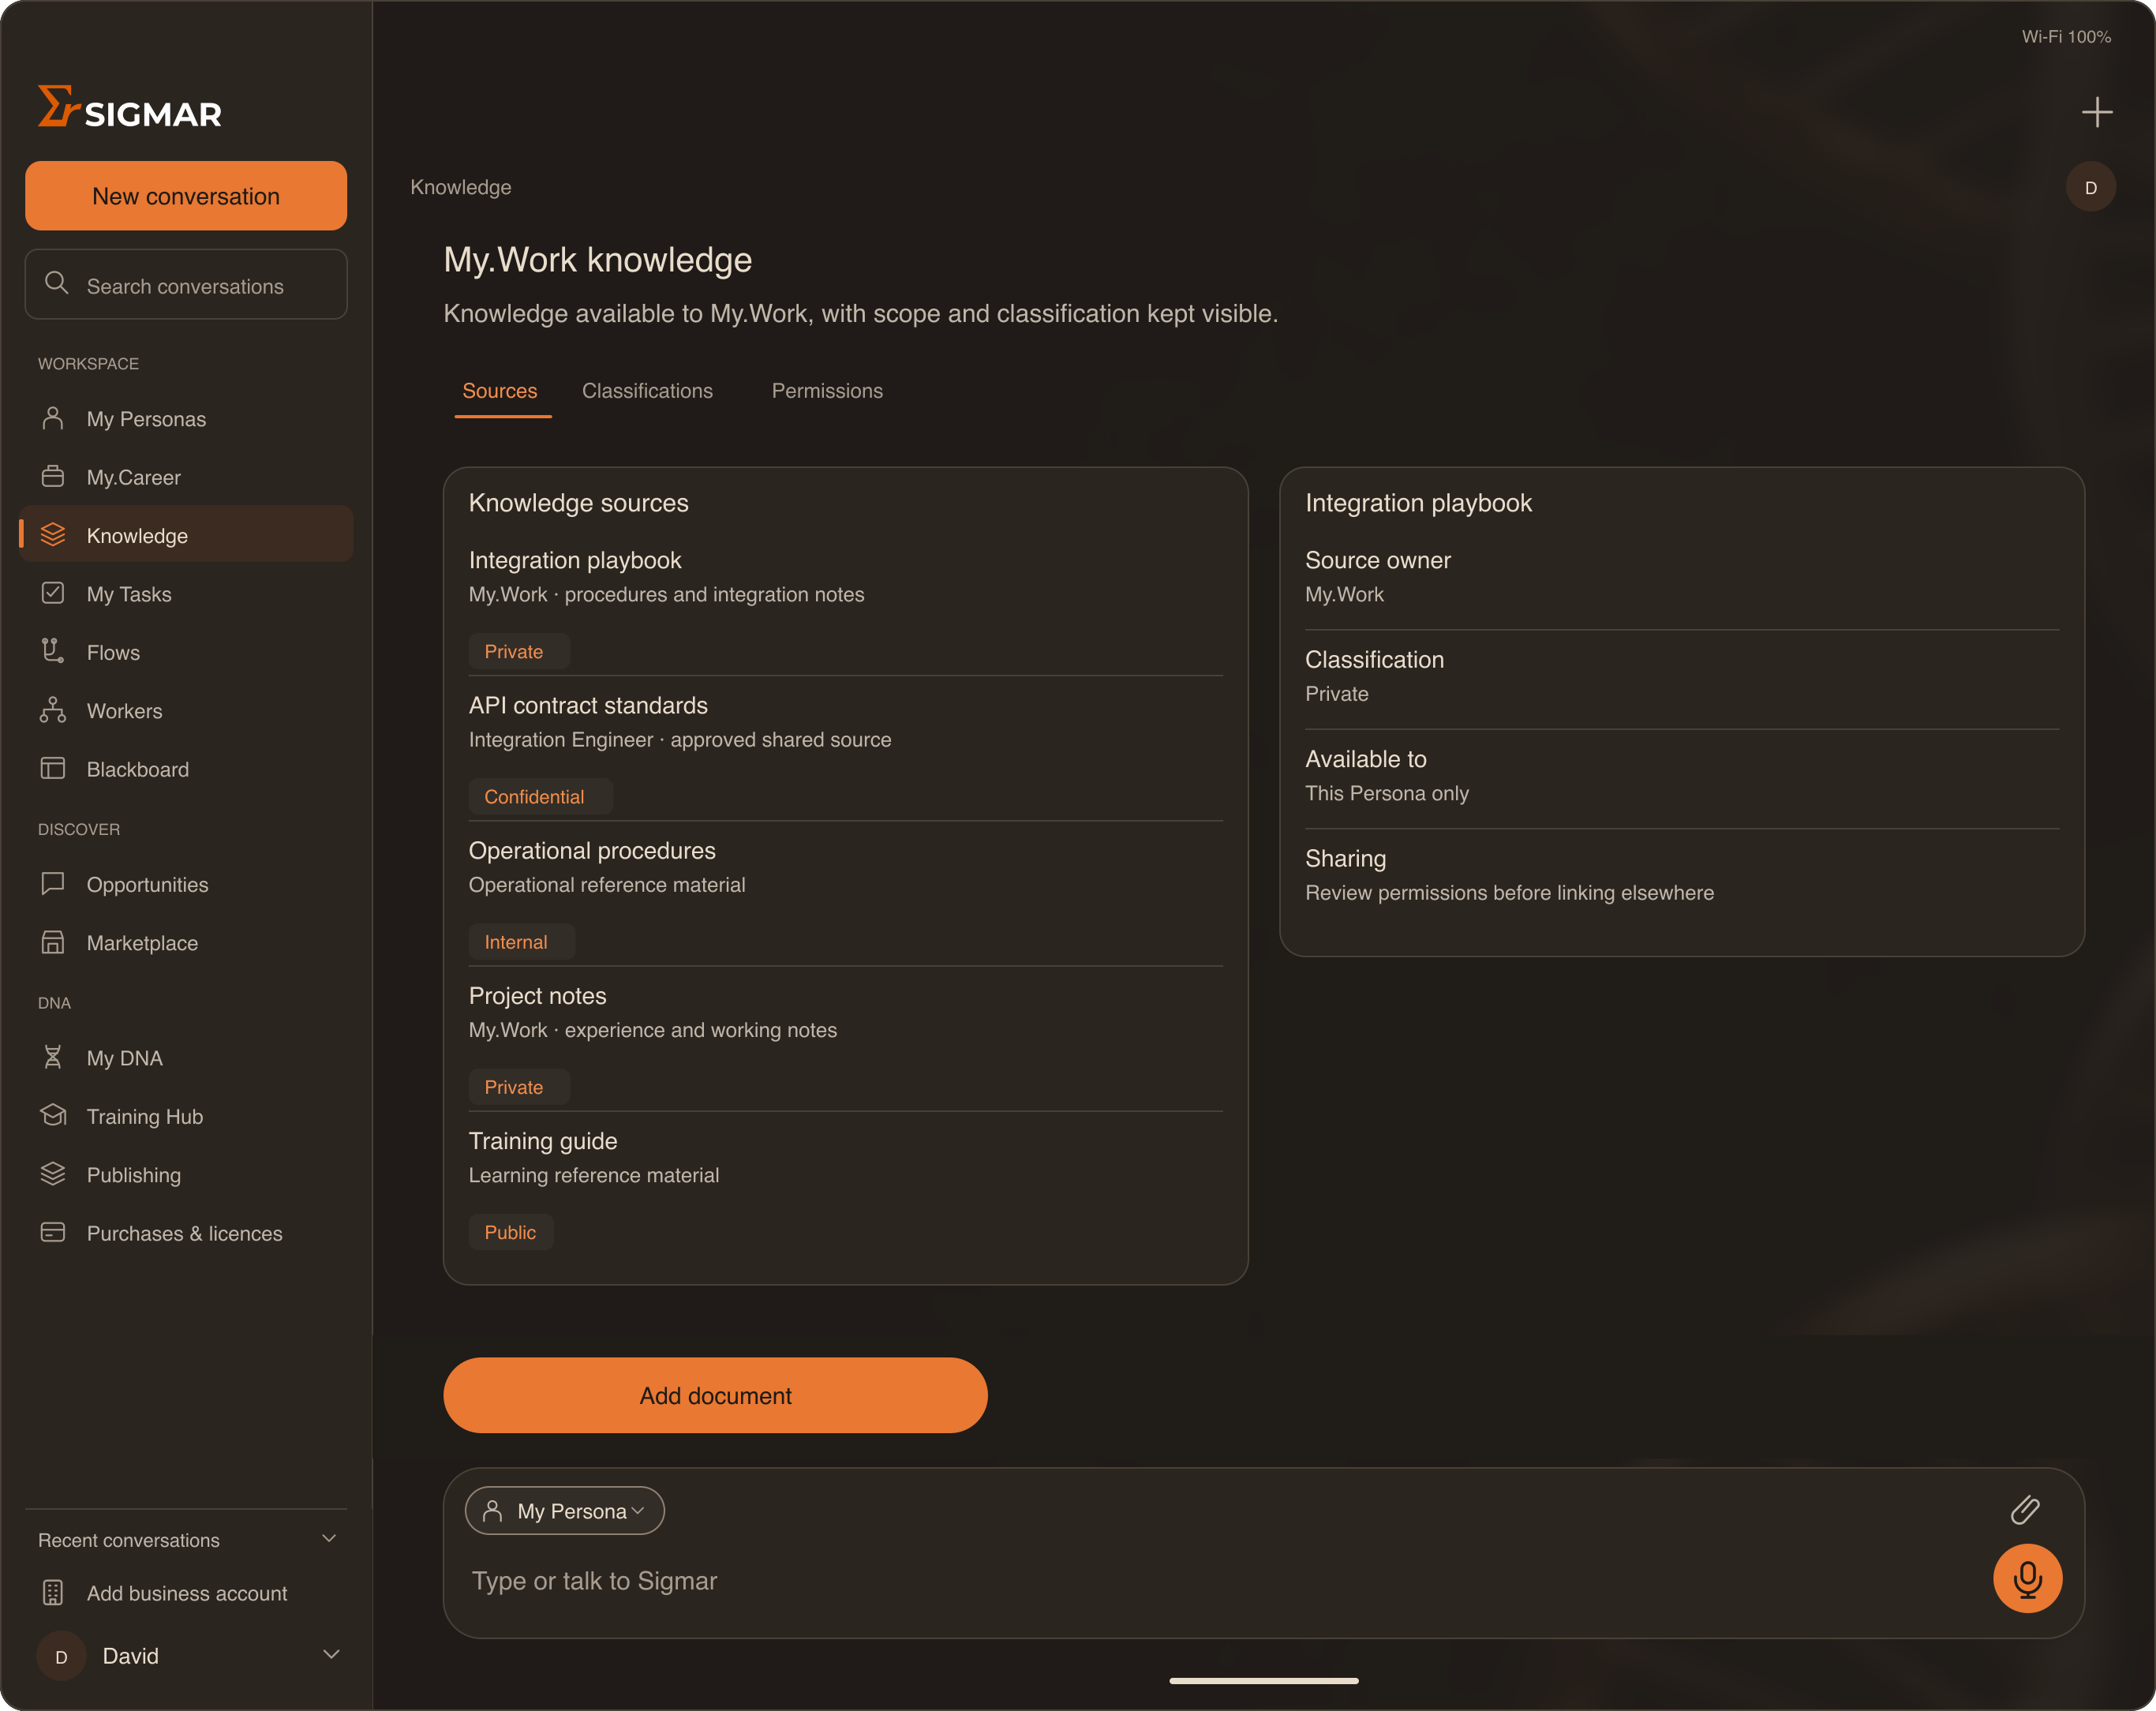 Wi-Fi 100%
Σr SIGMAR
New conversation
Search conversations
WORKSPACE
My Personas
My.Career
Knowledge
My Tasks
Flows
Workers
Blackboard
DISCOVER
Opportunities
Marketplace
DNA
My DNA
Training Hub
Publishing
Purchases & licences
Recent conversations
Add business account
D
David
Knowledge
D
My.Work knowledge
Knowledge available to My.Work, with scope and classification kept visible.
Sources
Classifications
Permissions
Knowledge sources
Integration playbook
My.Work · procedures and integration notes
Private
API contract standards
Integration Engineer · approved shared source
Confidential
Operational procedures
Operational reference material
Internal
Project notes
My.Work · experience and working notes
Private
Training guide
Learning reference material
Public
Integration playbook
Source owner
My.Work
Classification
Private
Available to
This Persona only
Sharing
Review permissions before linking elsewhere
Add document
My Persona
Type or talk to Sigmar